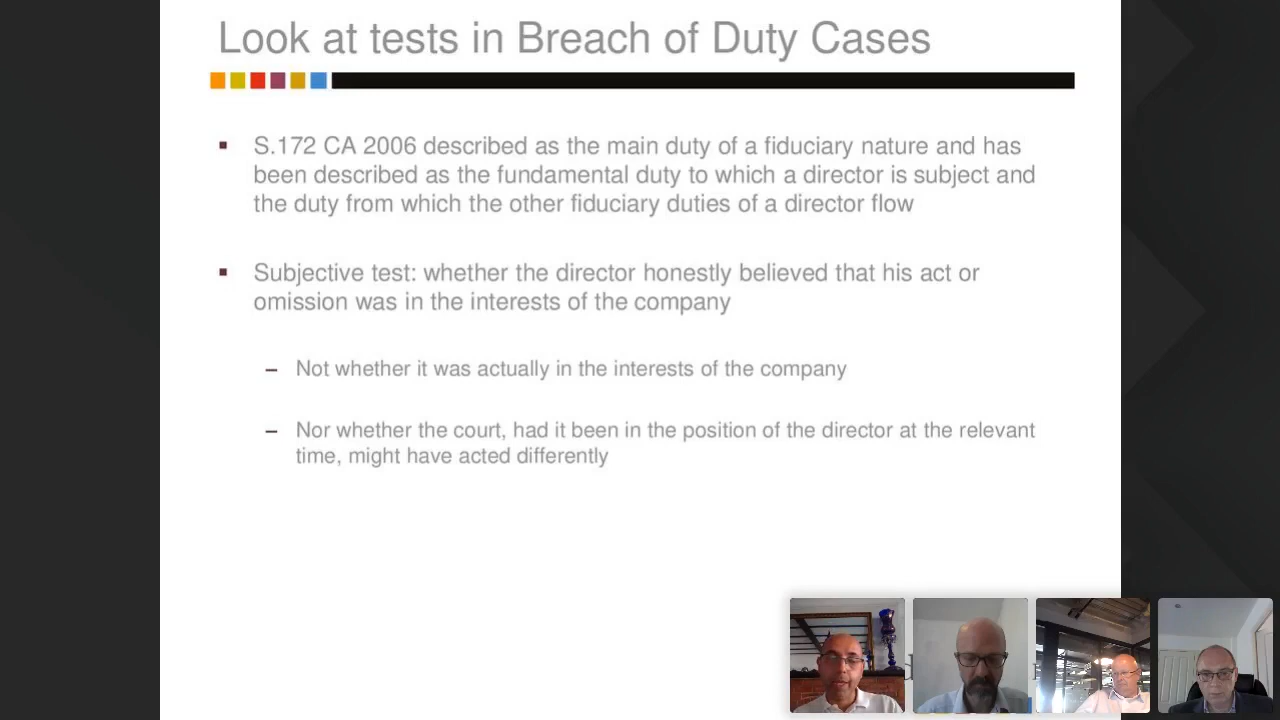 Look at tests in Breach of Duty Cases
S.172 CA 2006 described as the main duty of a fiduciary nature and has
been described as the fundamental duty to which a director is subject and
the duty from which the other fiduciary duties of a director flow
Subjective test: whether the director honestly believed that his act or
omission was in the interests of the company
– Not whether it was actually in the interests of the company
– Nor whether the court, had it been in the position of the director at the relevant
time, might have acted differently